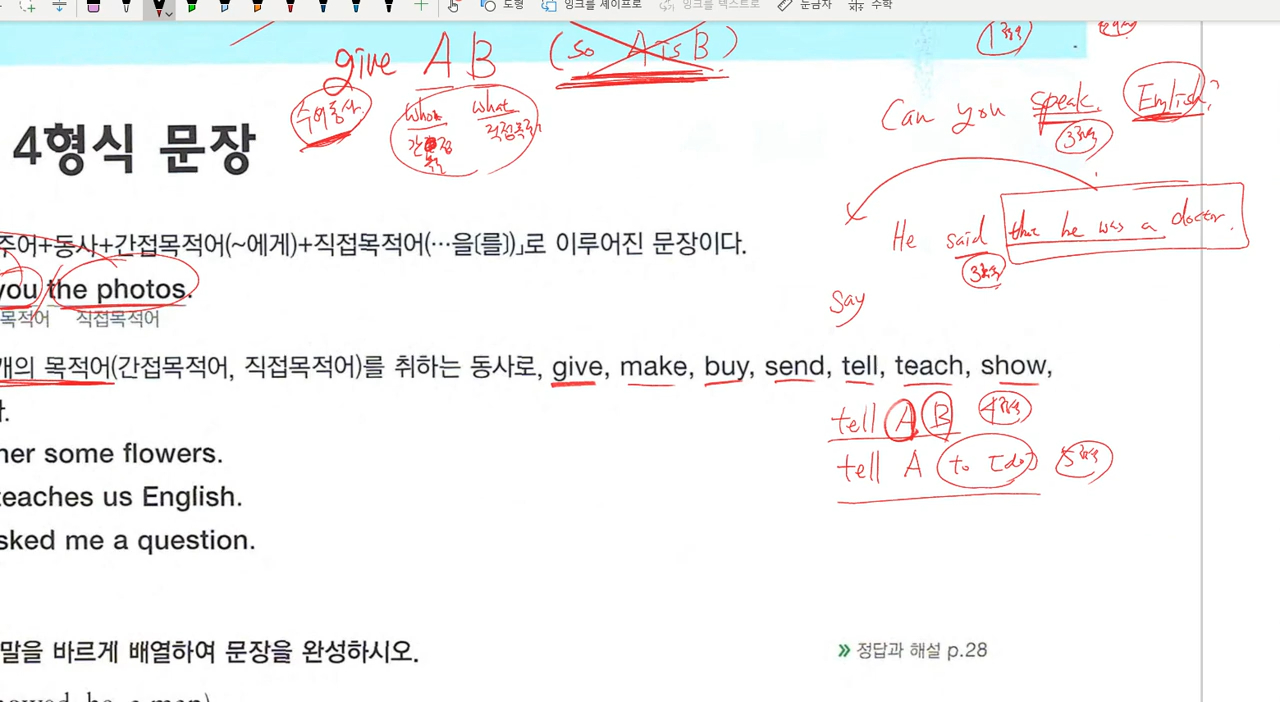 도형 잉크를 셰이프로 잉크를 텍스트로 눈금자 수학
give A B (so A is B)
1형식
수여동사
whom what
직접목적어
Can you speak English?
3형식
4형식 문장
주어+동사+간접목적어(~에게)+직접목적어(…을[를])」로 이루어진 문장이다.
He said that he was a doctor.
3형식
you the photos.
목적어 직접목적어
say
개의 목적어(간접목적어, 직접목적어)를 취하는 동사로, give, make, buy, send, tell, teach, show,
tell A B 4형식
her some flowers.
tell A to [do] 5형식
teaches us English.
sked me a question.
말을 바르게 배열하여 문장을 완성하시오.
» 정답과 해설 p.28